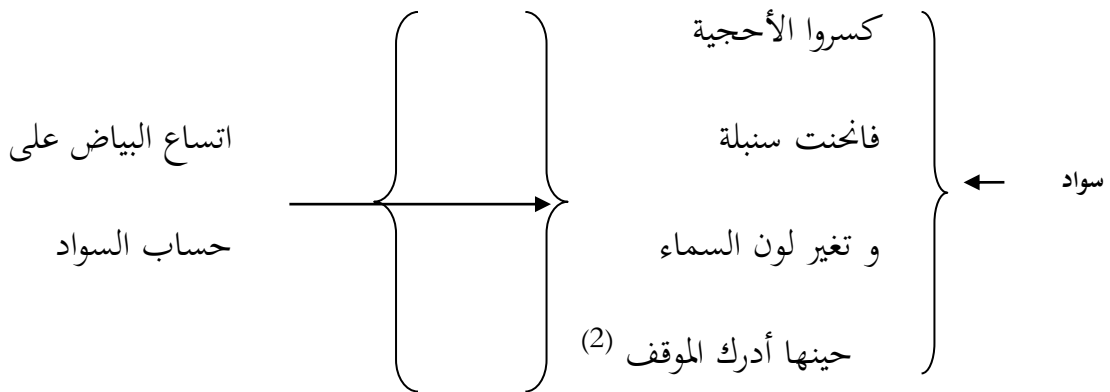 كسروا الأحجية
فانحنت سنبلة
اتساع البياض على
سواد
و تغير لون السماء
حساب السواد
حينها أدرك الموقف (2)